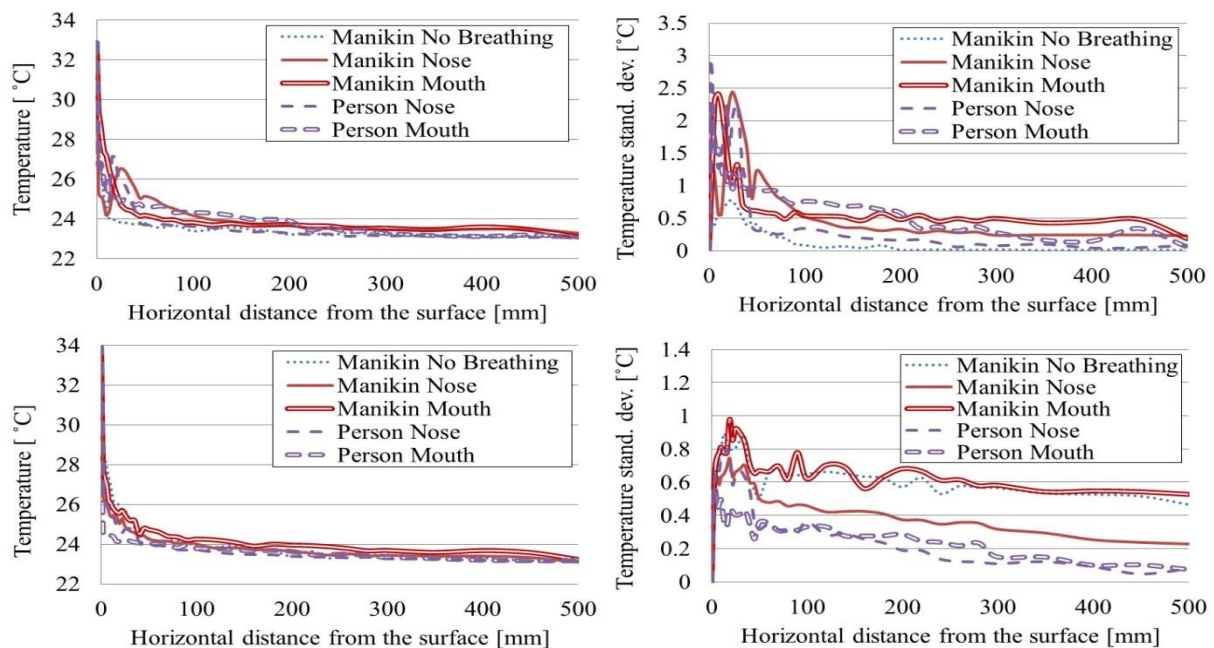 Temperature [ ˚C]
34
32
30
28
26
24
22
0
100
200
300
400
500
Horizontal distance from the surface [mm]
Manikin No Breathing
Manikin Nose
Manikin Mouth
Person Nose
Person Mouth
Temperature stand. dev. [˚C]
3.5
3
2.5
2
1.5
1
0.5
0
0
100
200
300
400
500
Horizontal distance from the surface [mm]
Manikin No Breathing
Manikin Nose
Manikin Mouth
Person Nose
Person Mouth
Temperature [ ˚C]
34
32
30
28
26
24
22
0
100
200
300
400
500
Horizontal distance from the surface [mm]
Manikin No Breathing
Manikin Nose
Manikin Mouth
Person Nose
Person Mouth
Temperature stand. dev. [˚C]
1.4
1.2
1
0.8
0.6
0.4
0.2
0
0
100
200
300
400
500
Horizontal distance from the surface [mm]
Manikin No Breathing
Manikin Nose
Manikin Mouth
Person Nose
Person Mouth